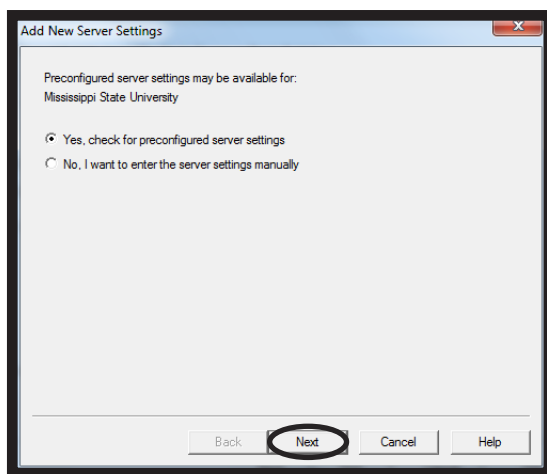 Add New Server Settings
Preconfigured server settings may be available for:
Mississippi State University
Yes, check for preconfigured server settings
No, I want to enter the server settings manually
Back Next Cancel Help